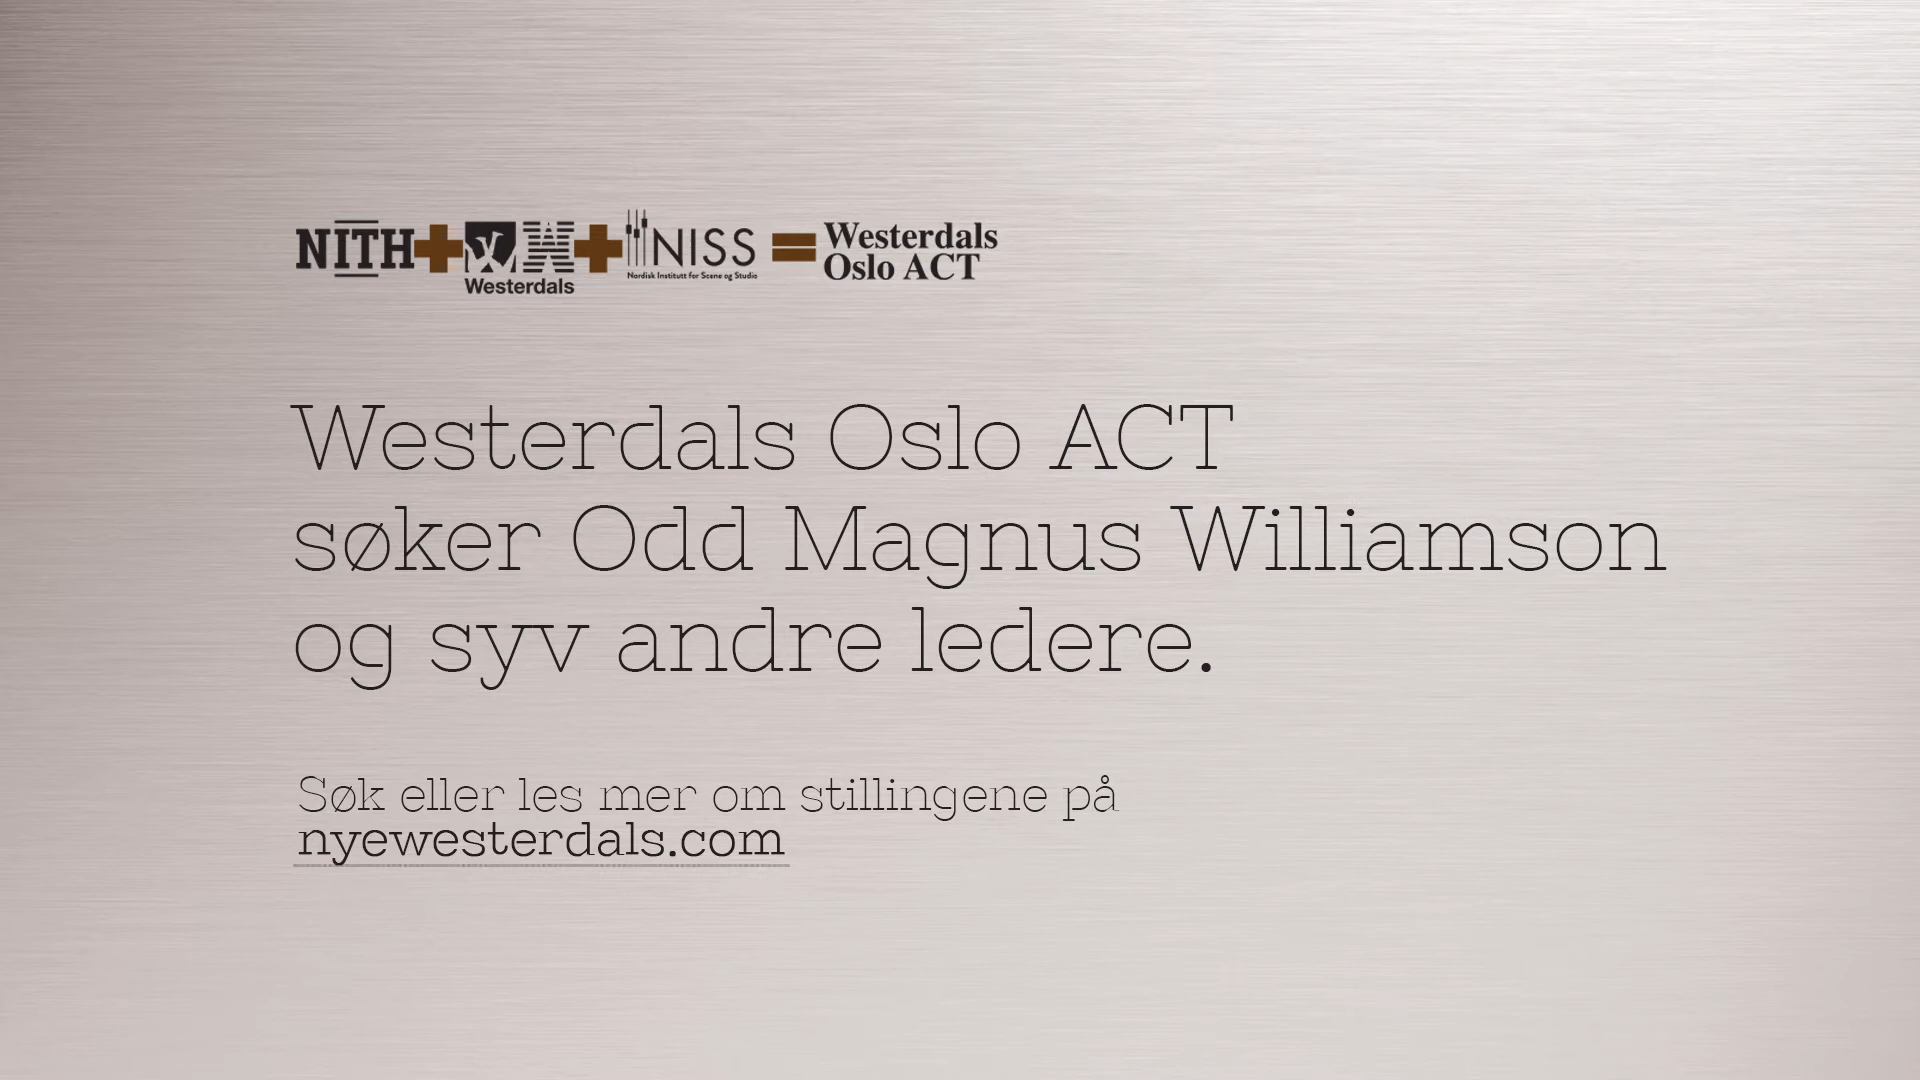 NITH + Westerdals + NISS = Westerdals
Nordisk Institutt for Scene og Studio
Oslo ACT
Westerdals Oslo ACT
søker Odd Magnus Williamson
og syv andre ledere.
Søk eller les mer om stillingene på
nyewesterdals.com